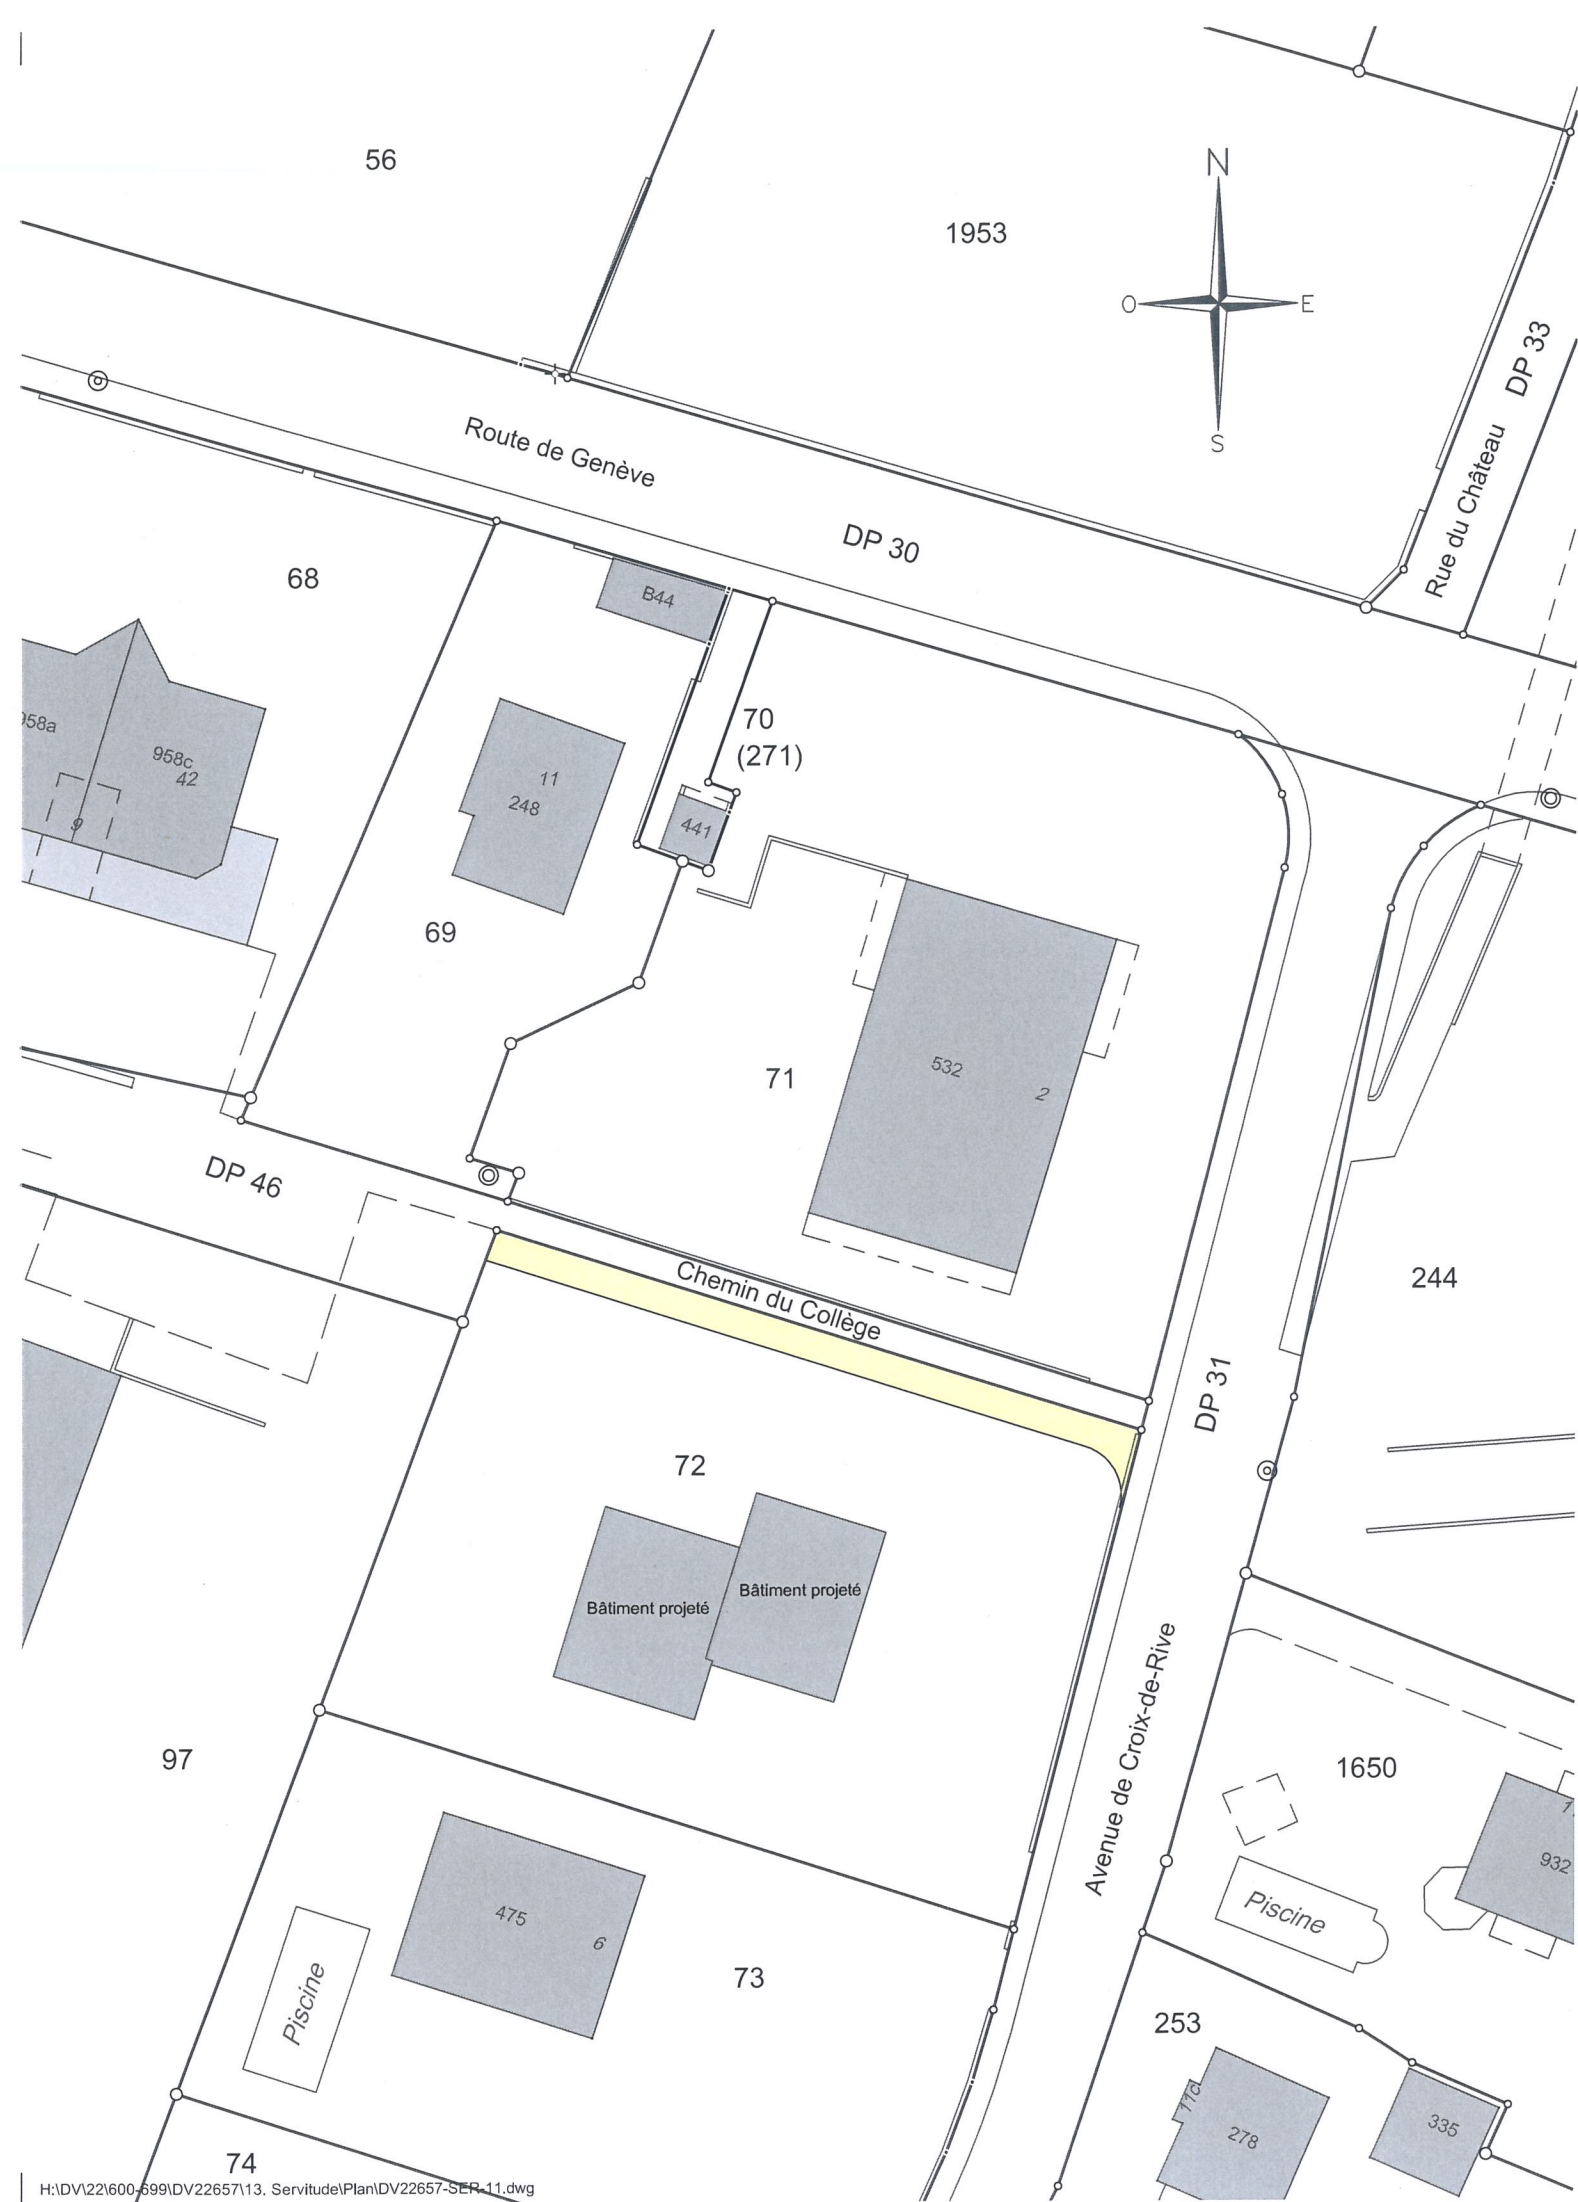 56
1953
N
O
E
S
DP 33
Rue du Château
Route de Genève
DP 30
68
B44
70
(271)
958a
958c
42
9
11
248
441
69
71
532
2
DP 46
Chemin du Collège
244
DP 31
72
Bâtiment projeté
Bâtiment projeté
Avenue de Croix-de-Rive
97
1650
1
932
Piscine
475
6
Piscine
73
253
11c
278
335
74
H:\DV\22\600-699\DV22657\13. Servitude\Plan\DV22657-SER-11.dwg